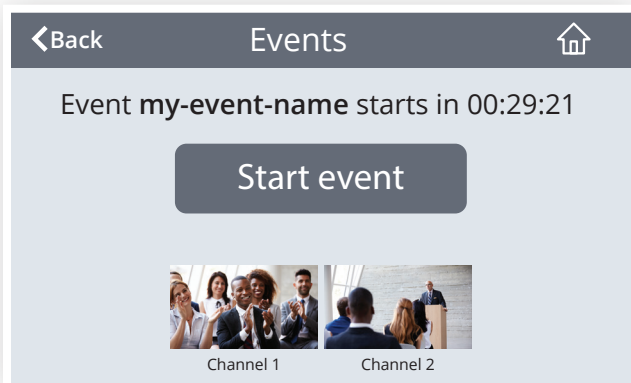 Back Events
Event my-event-name starts in 00:29:21
Start event
Channel 1 Channel 2